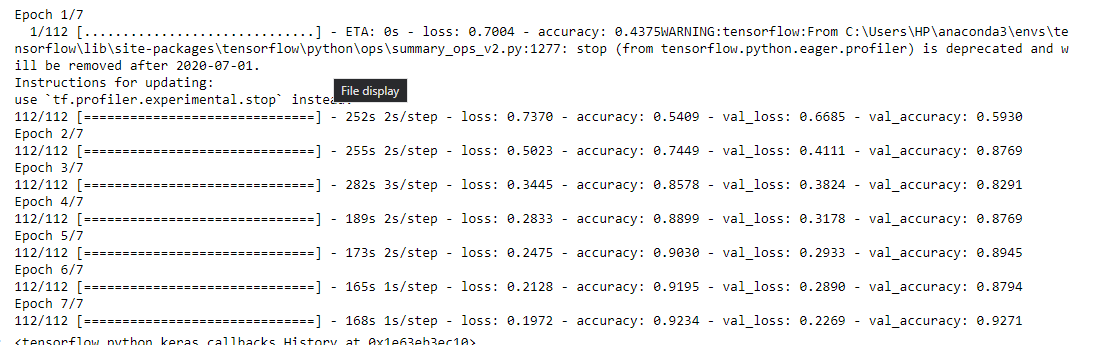 Epoch 1/7
1/112 [..............................] - ETA: 0s - loss: 0.7004 - accuracy: 0.4375WARNING:tensorflow:From C:\Users\HP\anaconda3\envs\te
nsorflow\lib\site-packages\tensorflow\python\ops\summary_ops_v2.py:1277: stop (from tensorflow.python.eager.profiler) is deprecated and w
ill be removed after 2020-07-01.
Instructions for updating:
File display
use `tf.profiler.experimental.stop` instead.
112/112 [==============================] - 252s 2s/step - loss: 0.7370 - accuracy: 0.5409 - val_loss: 0.6685 - val_accuracy: 0.5930
Epoch 2/7
112/112 [==============================] - 255s 2s/step - loss: 0.5023 - accuracy: 0.7449 - val_loss: 0.4111 - val_accuracy: 0.8769
Epoch 3/7
112/112 [==============================] - 282s 3s/step - loss: 0.3445 - accuracy: 0.8578 - val_loss: 0.3824 - val_accuracy: 0.8291
Epoch 4/7
112/112 [==============================] - 189s 2s/step - loss: 0.2833 - accuracy: 0.8899 - val_loss: 0.3178 - val_accuracy: 0.8769
Epoch 5/7
112/112 [==============================] - 173s 2s/step - loss: 0.2475 - accuracy: 0.9030 - val_loss: 0.2933 - val_accuracy: 0.8945
Epoch 6/7
112/112 [==============================] - 165s 1s/step - loss: 0.2128 - accuracy: 0.9195 - val_loss: 0.2890 - val_accuracy: 0.8794
Epoch 7/7
112/112 [==============================] - 168s 1s/step - loss: 0.1972 - accuracy: 0.9234 - val_loss: 0.2269 - val_accuracy: 0.9271
<tensorflow.python.keras.callbacks.History at 0x1e63eb3ec10>